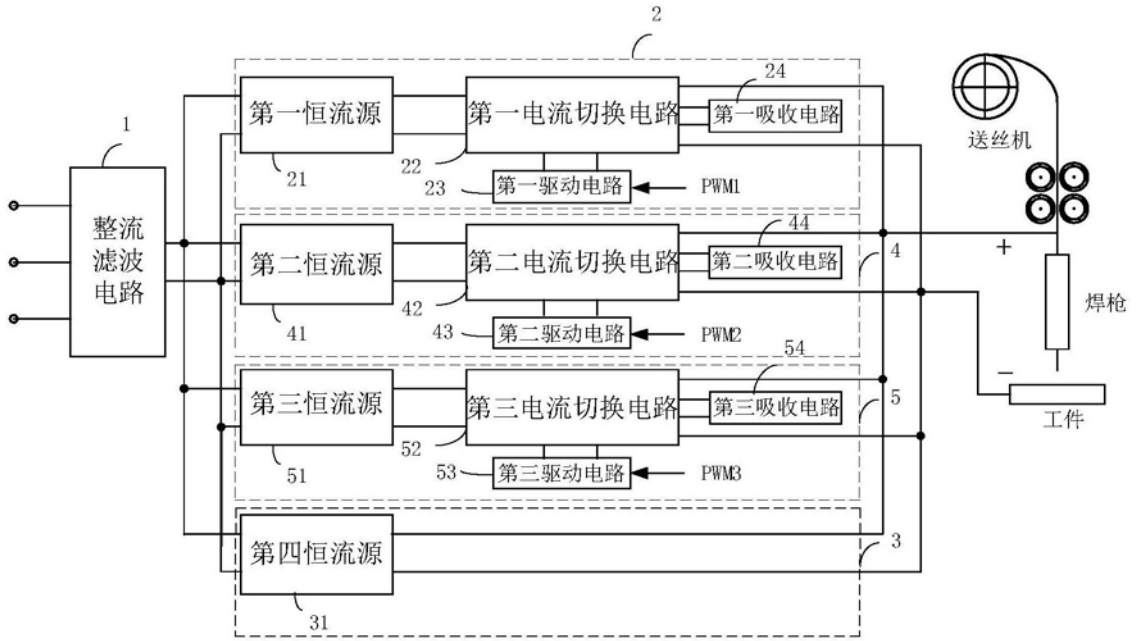 2
24
第一恒流源
第一电流切换电路
第一吸收电路
送丝机
1
21
22
23
第一驱动电路
PWM1
整流
滤波
电路
44
+
第二恒流源
第二电流切换电路
第二吸收电路
4
焊枪
41
42
43
第二驱动电路
PWM2
54
−
第三恒流源
第三电流切换电路
第三吸收电路
5
工件
51
52
53
第三驱动电路
PWM3
第四恒流源
3
31